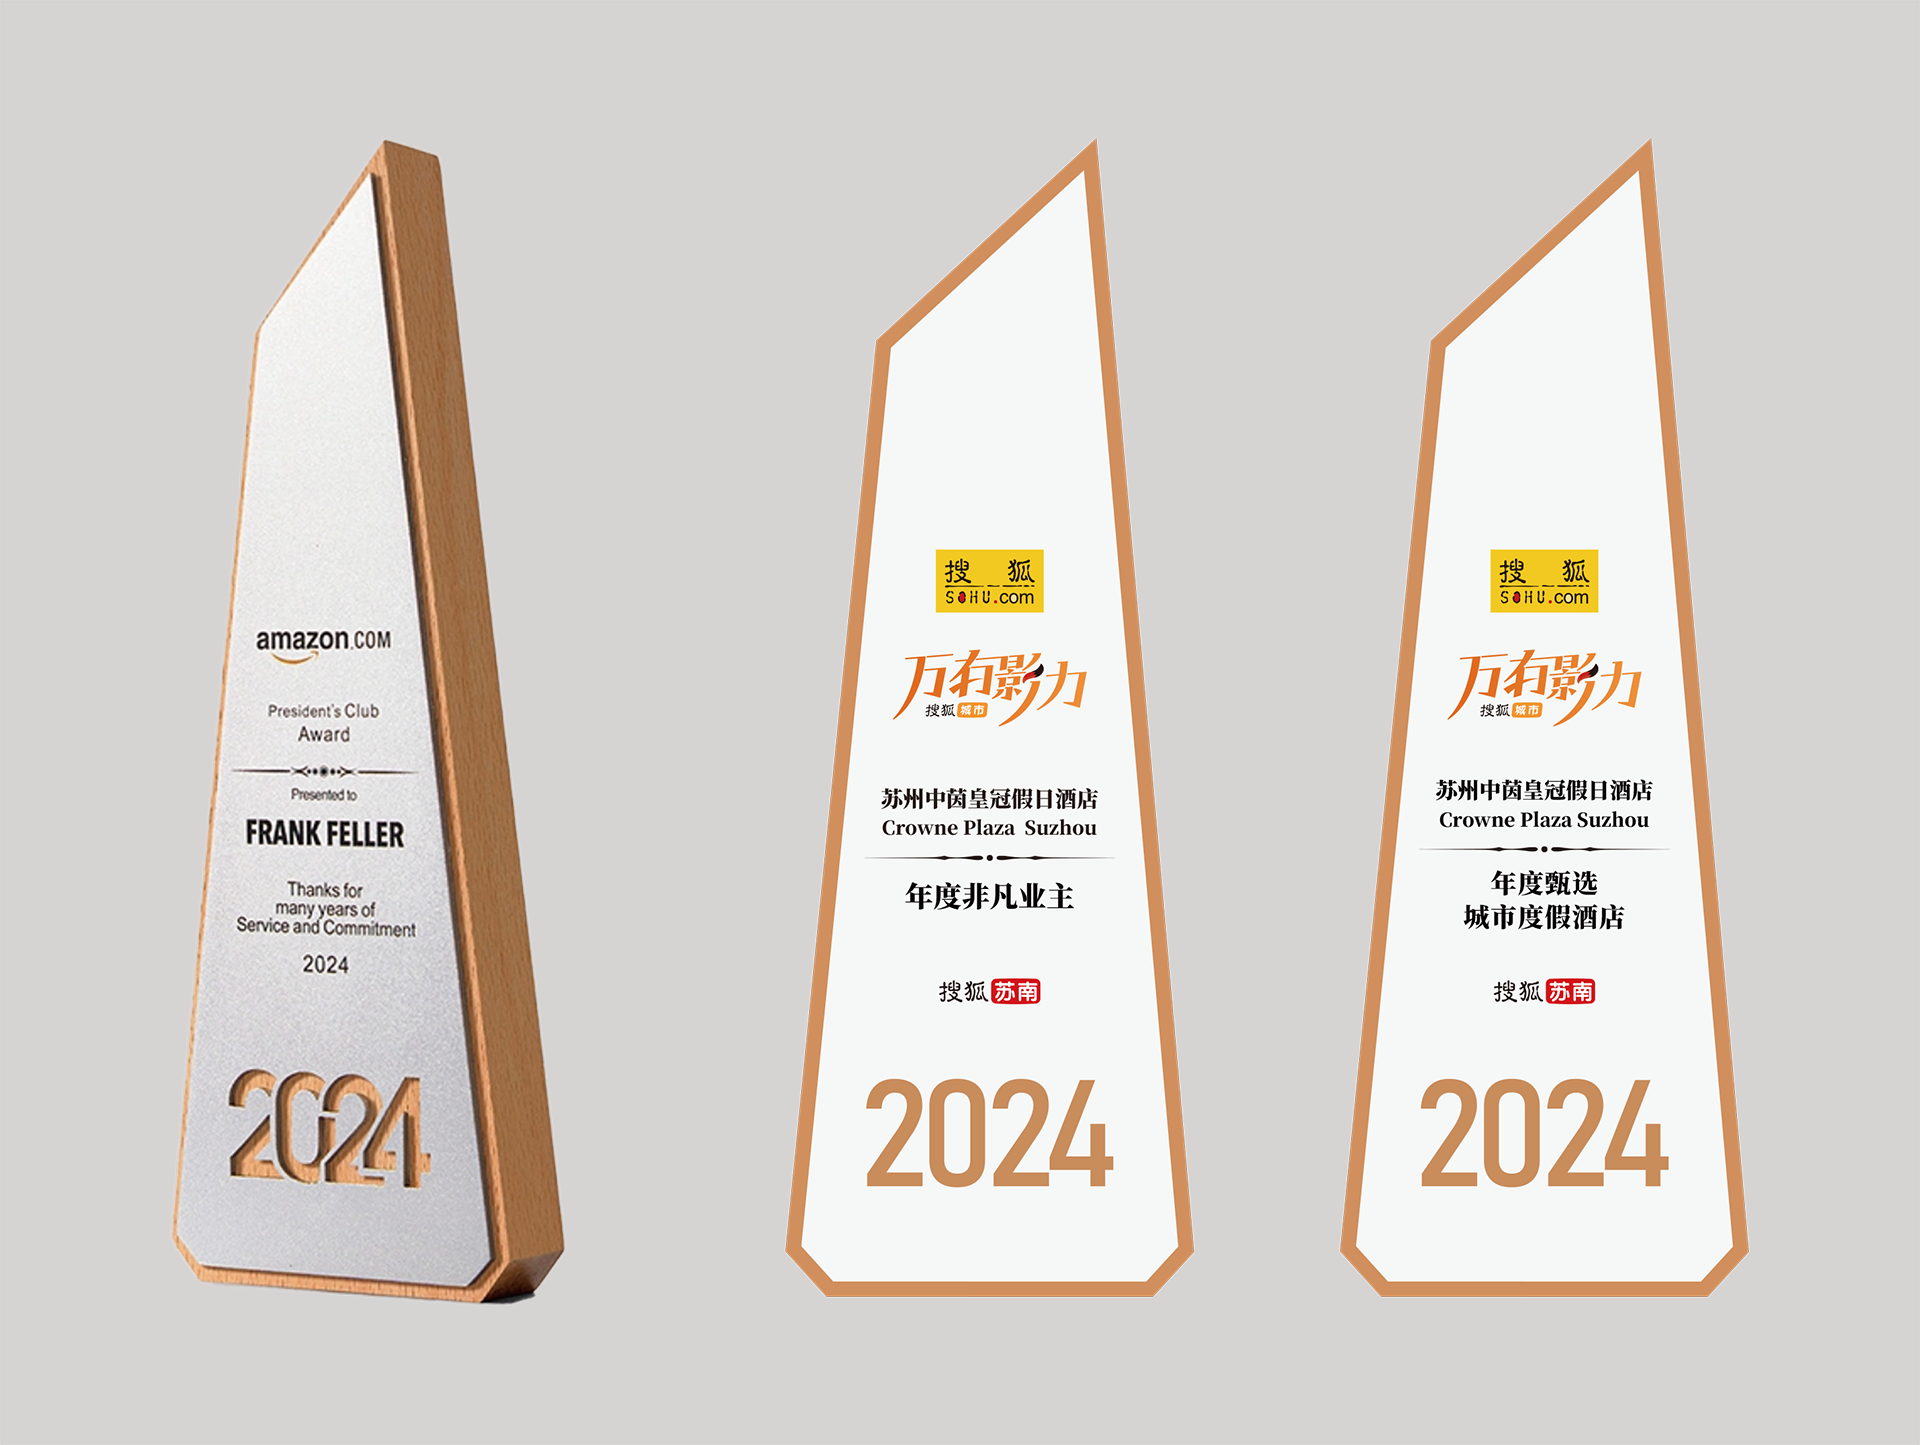 amazon.COM
President's Club
Award
Presented to
FRANK FELLER
Thanks for
many years of
Service and Commitment
2024
2024
搜 狐
SOHU.com
万有影力
搜狐 城市
苏州中茵皇冠假日酒店
Crowne Plaza Suzhou
年度非凡业主
搜狐 苏南
2024
搜 狐
SOHU.com
万有影力
搜狐 城市
苏州中茵皇冠假日酒店
Crowne Plaza Suzhou
年度甄选
城市度假酒店
搜狐 苏南
2024